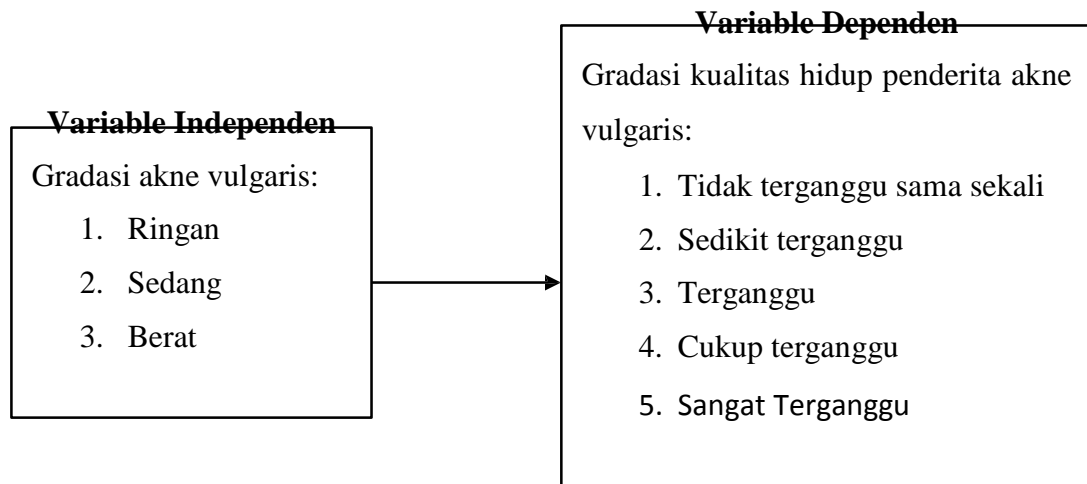 Variable Independen
Gradasi akne vulgaris:
1. Ringan
2. Sedang
3. Berat
Variable Dependen
Gradasi kualitas hidup penderita akne
vulgaris:
1. Tidak terganggu sama sekali
2. Sedikit terganggu
3. Terganggu
4. Cukup terganggu
5. Sangat Terganggu